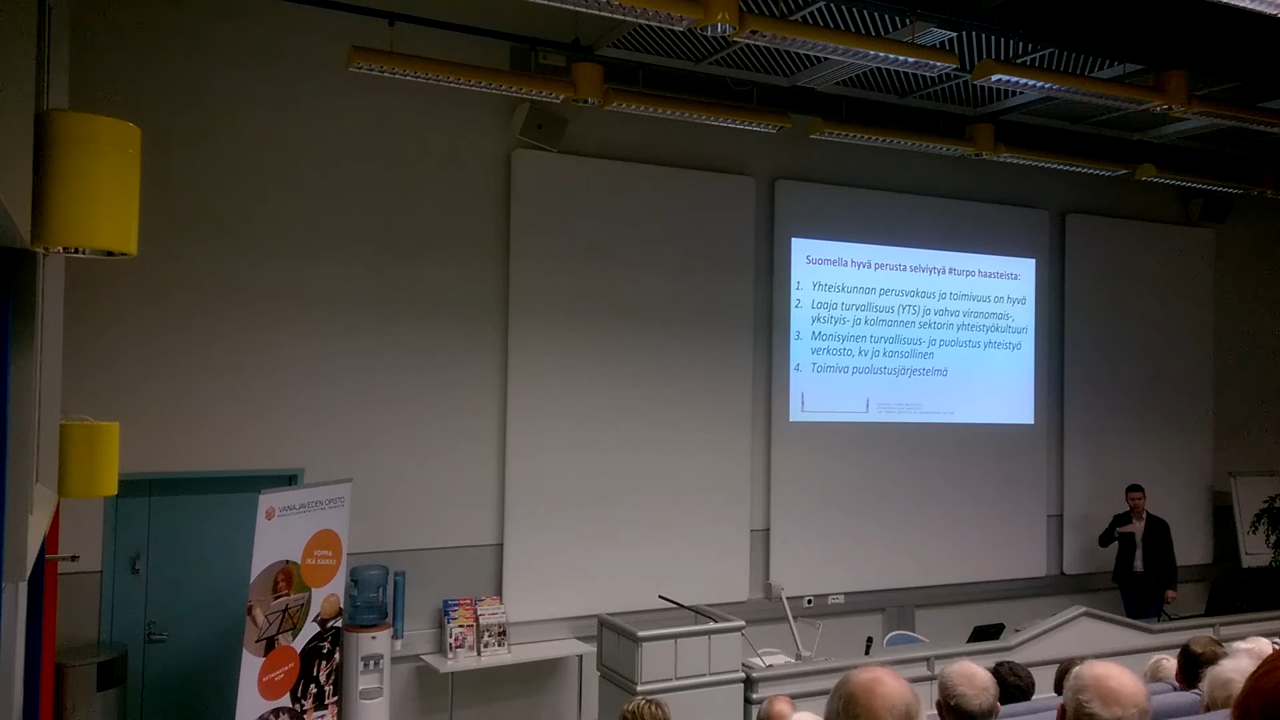 Suomella hyvä perusta selviytyä #turpo haasteista:
1. Yhteiskunnan perusvakaus ja toimivuus on hyvä
2. Laaja turvallisuus (YTS) ja vahva viranomais-,
yksityis- ja kolmannen sektorin yhteistyökultuuri
3. Monisyinen turvallisuus- ja puolustus yhteistyö
verkosto, kv ja kansallinen
4. Toimiva puolustusjärjestelmä
VANAJAVEDEN OPISTO